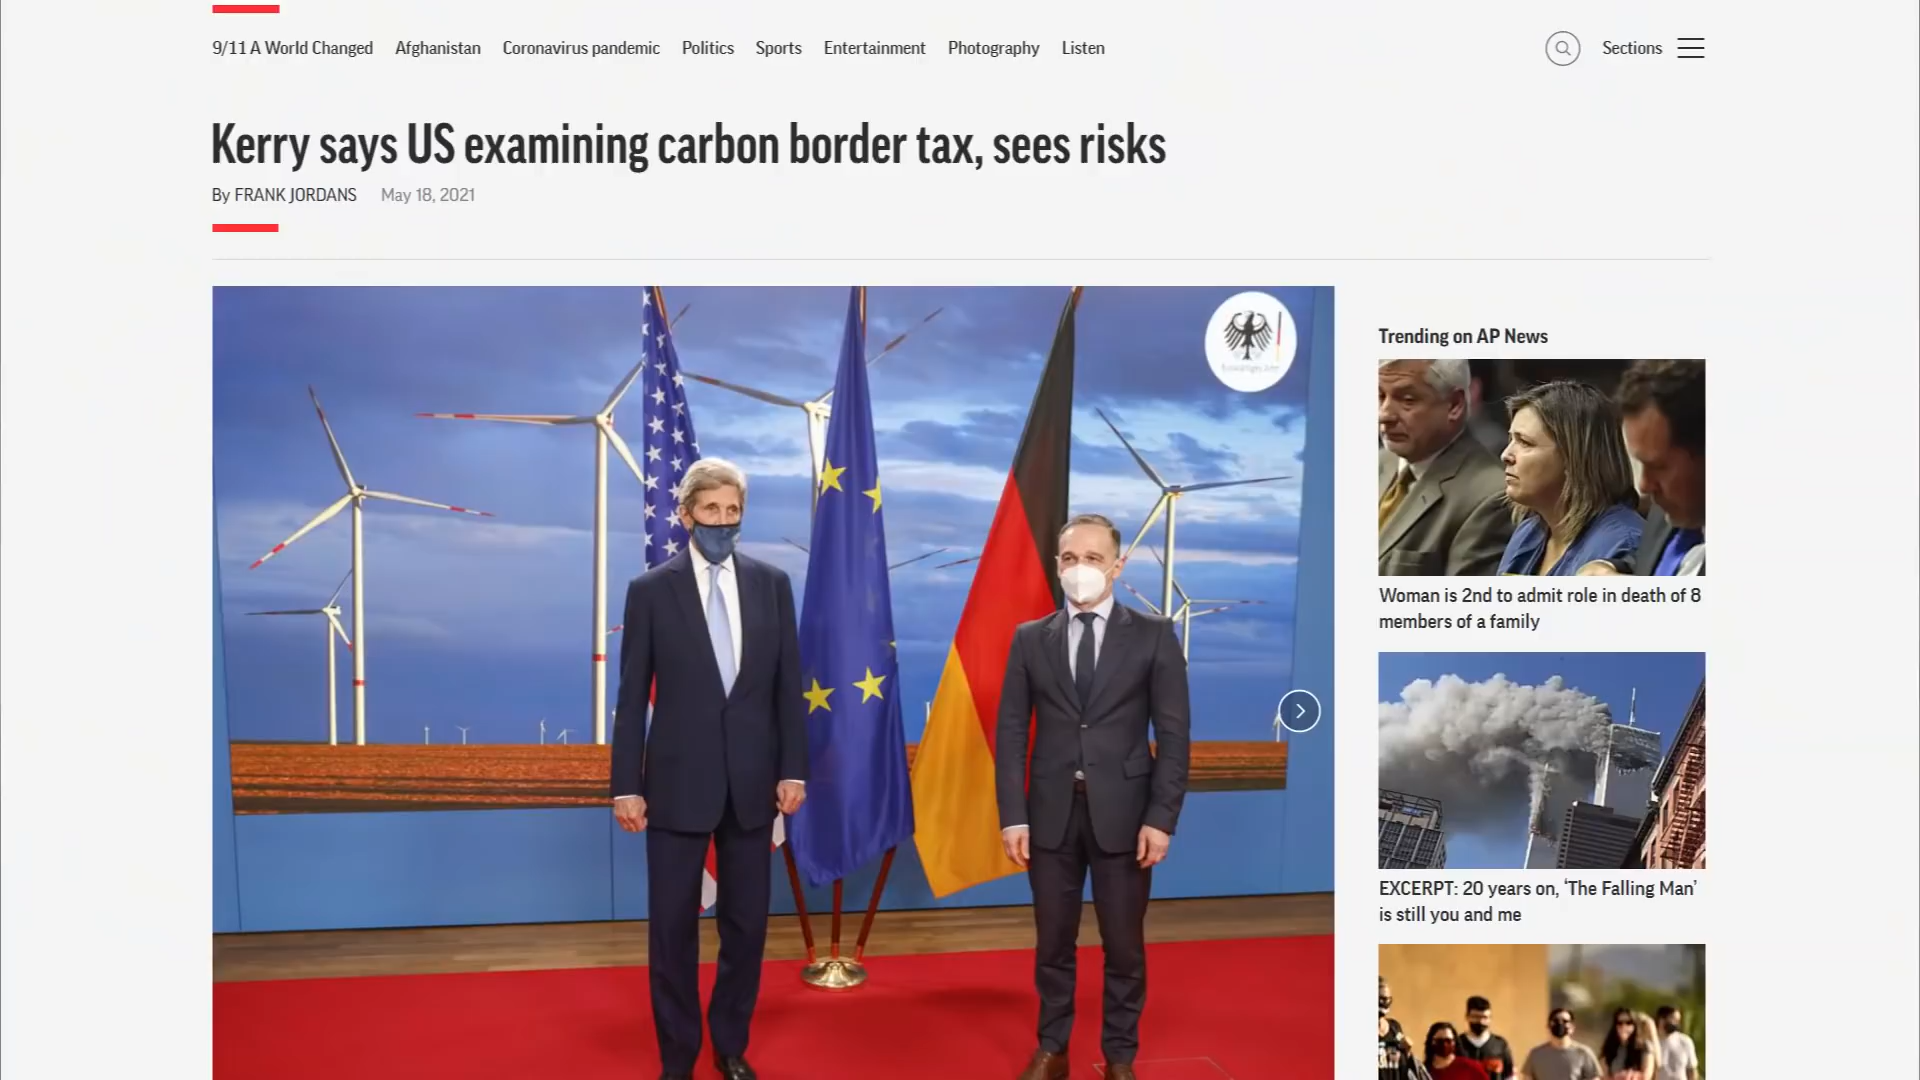 9/11 A World Changed Afghanistan Coronavirus pandemic Politics Sports Entertainment Photography Listen
Sections
Kerry says US examining carbon border tax, sees risks
By FRANK JORDANS May 18, 2021
Trending on AP News
Woman is 2nd to admit role in death of 8
members of a family
EXCERPT: 20 years on, ‘The Falling Man’
is still you and me